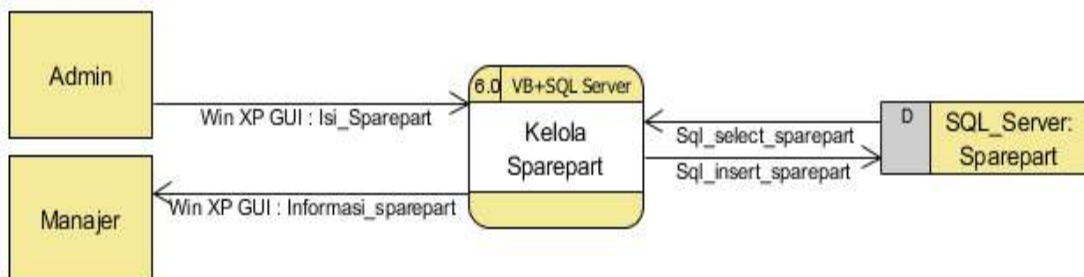 Admin
Win XP GUI : Isi_Sparepart
6.0 VB+SQL Server
Kelola
Sparepart
Sql_select_sparepart
Sql_insert_sparepart
D
SQL_Server:
Sparepart
Manajer
Win XP GUI : Informasi_sparepart